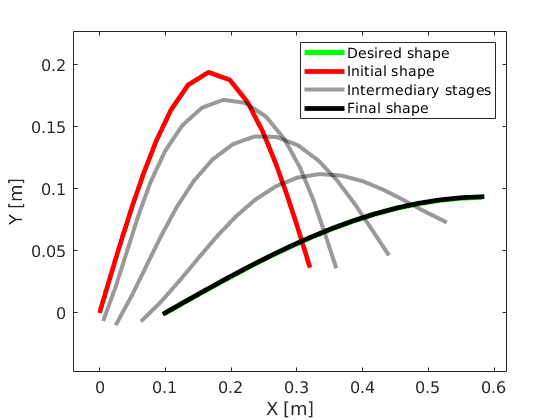 Desired shape
Initial shape
Intermediary stages
Final shape
0.2
0.15
0.1
0.05
0
Y [m]
0 0.1 0.2 0.3 0.4 0.5 0.6
X [m]